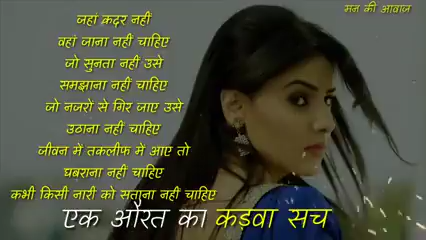 मन की आवाज
जहां क़दर नहीं
वहां जाना नहीं चाहिए
जो सुनता नहीं उसे
समझाना नहीं चाहिए
जो नजरों से गिर जाए उसे
उठाना नहीं चाहिए
जीवन में तकलीफ में आए तो
घबराना नहीं चाहिए
कभी किसी नारी को सताना नहीं चाहिए
एक औरत का कड़वा सच